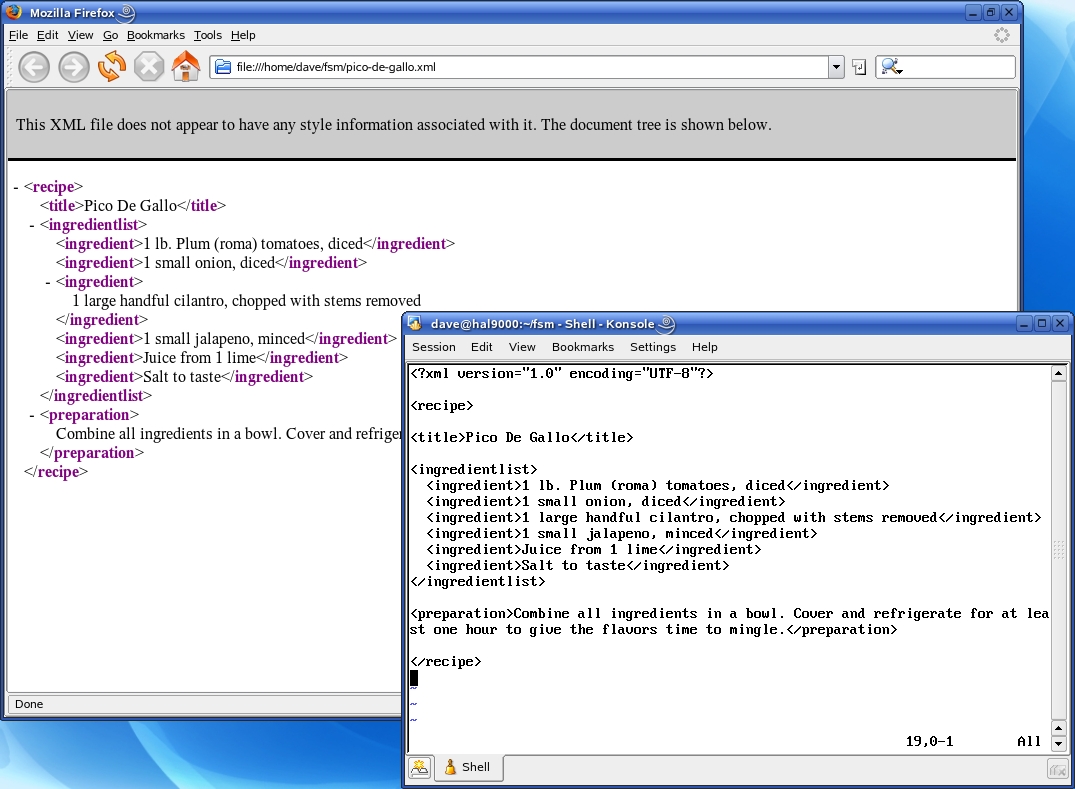 Mozilla Firefox
File Edit View Go Bookmarks Tools Help
file:///home/dave/fsm/pico-de-gallo.xml
This XML file does not appear to have any style information associated with it. The document tree is shown below.
- <recipe>
<title>Pico De Gallo</title>
- <ingredientlist>
<ingredient>1 lb. Plum (roma) tomatoes, diced</ingredient>
<ingredient>1 small onion, diced</ingredient>
- <ingredient>
1 large handful cilantro, chopped with stems removed
</ingredient>
<ingredient>1 small jalapeno, minced</ingredient>
<ingredient>Juice from 1 lime</ingredient>
<ingredient>Salt to taste</ingredient>
</ingredientlist>
- <preparation>
Combine all ingredients in a bowl. Cover and refriger
</preparation>
</recipe>
Done
dave@hal9000:~/fsm - Shell - Konsole
Session Edit View Bookmarks Settings Help
<?xml version="1.0" encoding="UTF-8"?>
<recipe>
<title>Pico De Gallo</title>
<ingredientlist>
<ingredient>1 lb. Plum (roma) tomatoes, diced</ingredient>
<ingredient>1 small onion, diced</ingredient>
<ingredient>1 large handful cilantro, chopped with stems removed</ingredient>
<ingredient>1 small jalapeno, minced</ingredient>
<ingredient>Juice from 1 lime</ingredient>
<ingredient>Salt to taste</ingredient>
</ingredientlist>
<preparation>Combine all ingredients in a bowl. Cover and refrigerate for at lea
st one hour to give the flavors time to mingle.</preparation>
</recipe>
~
~
~
19,0-1 All
Shell